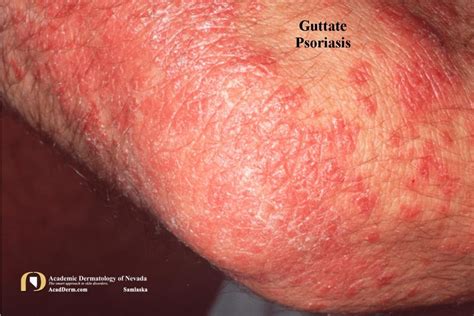 Guttate
Psoriasis
Academic Dermatology of Nevada
The smart approach to skin disorders.
AcadDerm.com Samlaska